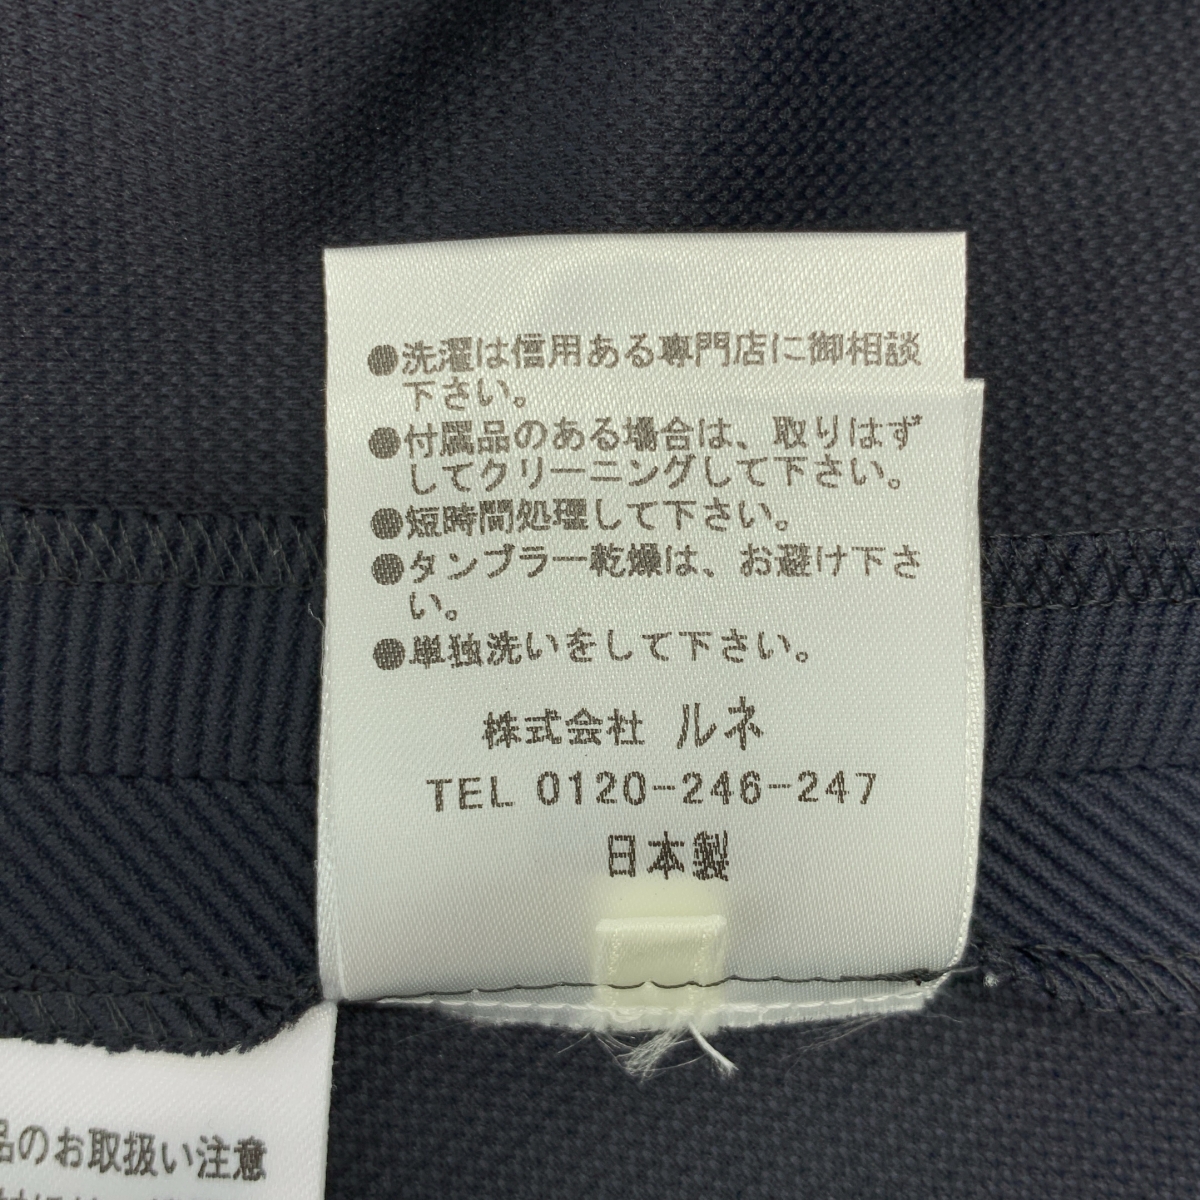 ●洗濯は信用ある専門店に御相談
下さい。
●付属品のある場合は、取りはず
してクリーニングして下さい。
●短時間処理して下さい。
●タンブラー乾燥は、お避け下さ
い。
●単独洗いをして下さい。
株式会社 ルネ
TEL 0120-246-247
日本製
品のお取扱い注意